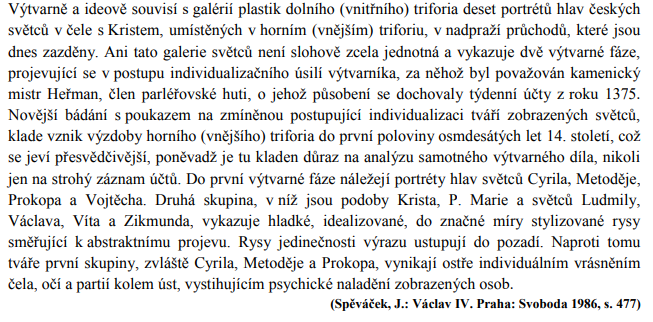 Výtvarně a ideově souvisí s galérií plastik dolního (vnitřního) triforia deset portrétů hlav českých
světců v čele s Kristem, umístěných v horním (vnějším) triforiu, v nadpraží průchodů, které jsou
dnes zazděny. Ani tato galerie světců není slohově zcela jednotná a vykazuje dvě výtvarné fáze,
projevující se v postupu individualizačního úsilí výtvarníka, za něhož byl považován kamenický
mistr Heřman, člen parléřovské huti, o jehož působení se dochovaly týdenní účty z roku 1375.
Novější bádání s poukazem na zmíněnou postupující individualizaci tváří zobrazených světců,
klade vznik výzdoby horního (vnějšího) triforia do první poloviny osmdesátých let 14. století, což
se jeví přesvědčivější, poněvadž je tu kladen důraz na analýzu samotného výtvarného díla, nikoli
jen na strohý záznam účtů. Do první výtvarné fáze náležejí portréty hlav světců Cyrila, Metoděje,
Prokopa a Vojtěcha. Druhá skupina, v níž jsou podoby Krista, P. Marie a světců Ludmily,
Václava, Víta a Zikmunda, vykazuje hladké, idealizované, do značné míry stylizované rysy
směřující k abstraktnímu projevu. Rysy jedinečnosti výrazu ustupují do pozadí. Naproti tomu
tváře první skupiny, zvláště Cyrila, Metoděje a Prokopa, vynikají ostře individuálním vrásněním
čela, očí a partií kolem úst, vystihujícím psychické naladění zobrazených osob.
(Spěváček, J.: Václav IV. Praha: Svoboda 1986, s. 477)